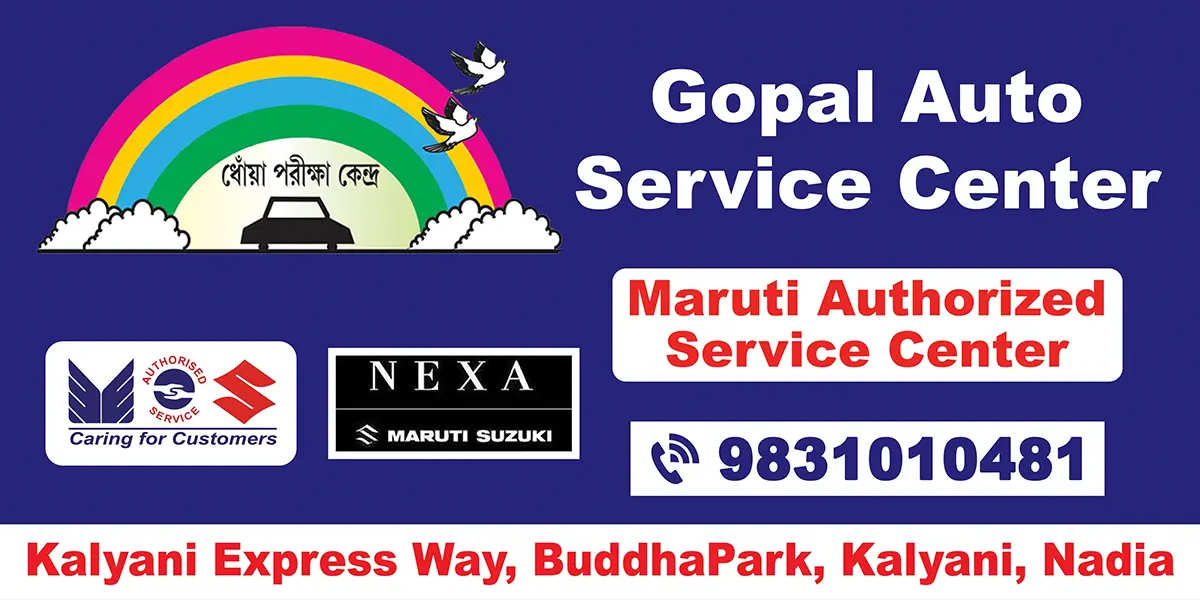 ধোঁয়া পরীক্ষা কেন্দ্র
Gopal Auto
Service Center
Maruti Authorized
Service Center
AUTHORISED
SERVICE
Caring for Customers
NEXA
MARUTI SUZUKI
9831010481
Kalyani Express Way, BuddhaPark, Kalyani, Nadia